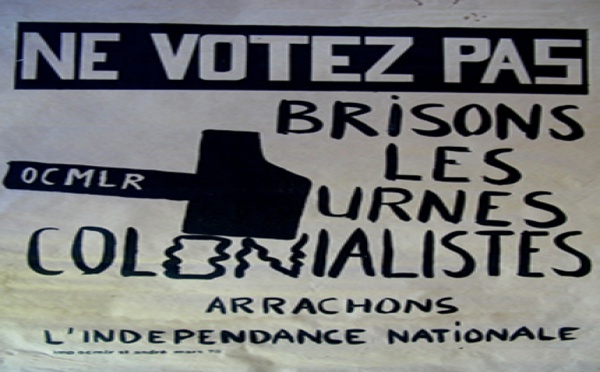 NE VOTEZ PAS
BRiSONS
LES
OCMLR
URNES
COLONIALISTES
ARRACHONS
L'INDEPENDANCE NATiONALE